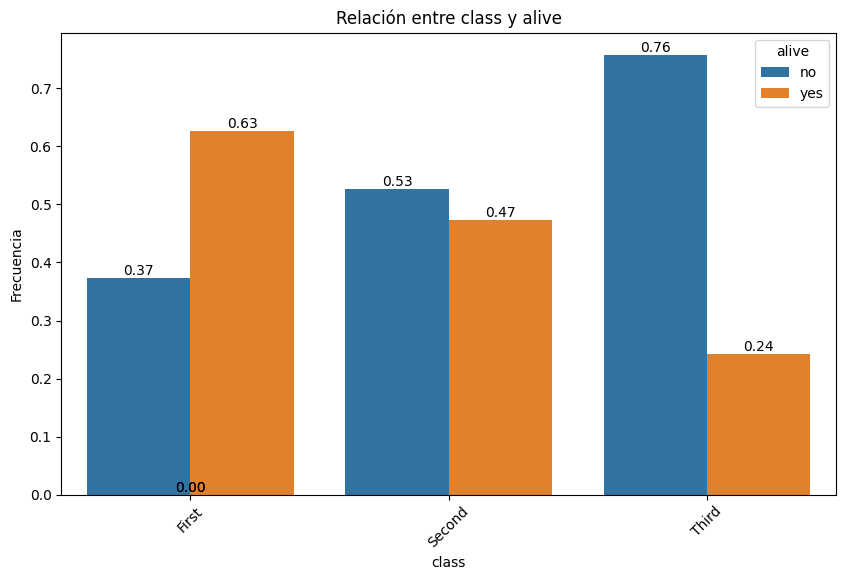 Relación entre class y alive
alive
no
yes
0.76
0.63
0.53
0.47
0.37
0.24
0.00
0.7
0.6
0.5
0.4
0.3
0.2
0.1
0.0
Frecuencia
First
Second
Third
class